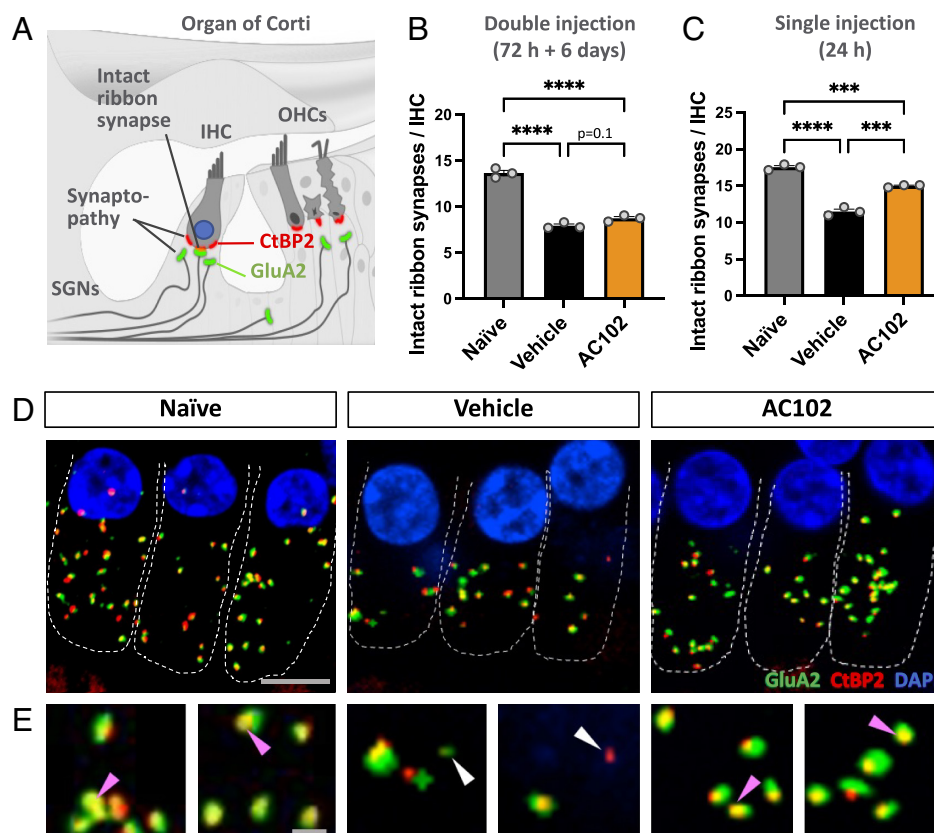 A
Organ of Corti
Intact
ribbon
synapse
IHC
OHCs
Synapto-
pathy
CtBP2
GluA2
SGNs
B
Double injection
(72 h + 6 days)
Intact ribbon synapses / IHC
20
15
10
5
0
****
****
p=0.1
Naïve
Vehicle
AC102
C
Single injection
(24 h)
Intact ribbon synapses / IHC
25
20
15
10
5
0
***
****
***
Naïve
Vehicle
AC102
D
Naïve
Vehicle
AC102
GluA2 CtBP2 DAP
E